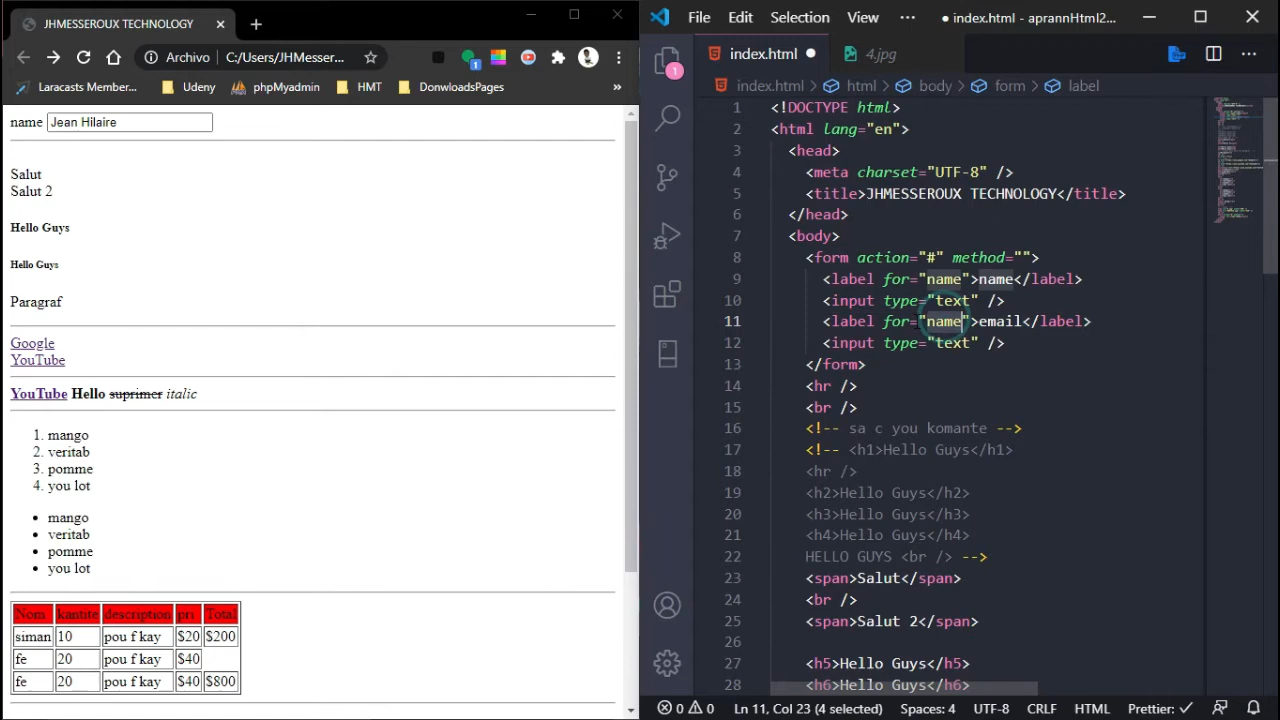 JHMESSEROUX TECHNOLOGY
Archivo C:/Users/JHMesser...
1
Laracasts Member... Udeny phpMyadmin HMT DonwloadsPages »
name Jean Hilaire
Salut
Salut 2
Hello Guys
Hello Guys
Paragraf
Google
YouTube
YouTube Hello suprimer italic
1. mango
2. veritab
3. pomme
4. you lot
• mango
• veritab
• pomme
• you lot
Nom kantite description pri Total
siman 10 pou f kay $20 $200
fe 20 pou f kay $40
fe 20 pou f kay $40 $800
File Edit Selection View ··· ● index.html - aprannHtml2...
index.html ● 4.jpg
1
index.html > html > body > form > label
1 <!DOCTYPE html>
2 <html lang="en">
3 <head>
4 <meta charset="UTF-8" />
5 <title>JHMESSEROUX TECHNOLOGY</title>
6 </head>
7 <body>
8 <form action="#" method="">
9 <label for="name">name</label>
10 <input type="text" />
11 <label for="name">email</label>
12 <input type="text" />
13 </form>
14 <hr />
15 <br />
16 <!-- sa c you komante -->
17 <!-- <h1>Hello Guys</h1>
18 <hr />
19 <h2>Hello Guys</h2>
20 <h3>Hello Guys</h3>
21 <h4>Hello Guys</h4>
22 HELLO GUYS <br /> -->
23 <span>Salut</span>
24 <br />
25 <span>Salut 2</span>
26
27 <h5>Hello Guys</h5>
28 <h6>Hello Guys</h6>
0 0 Ln 11, Col 23 (4 selected) Spaces: 4 UTF-8 CRLF HTML Prettier: ✓